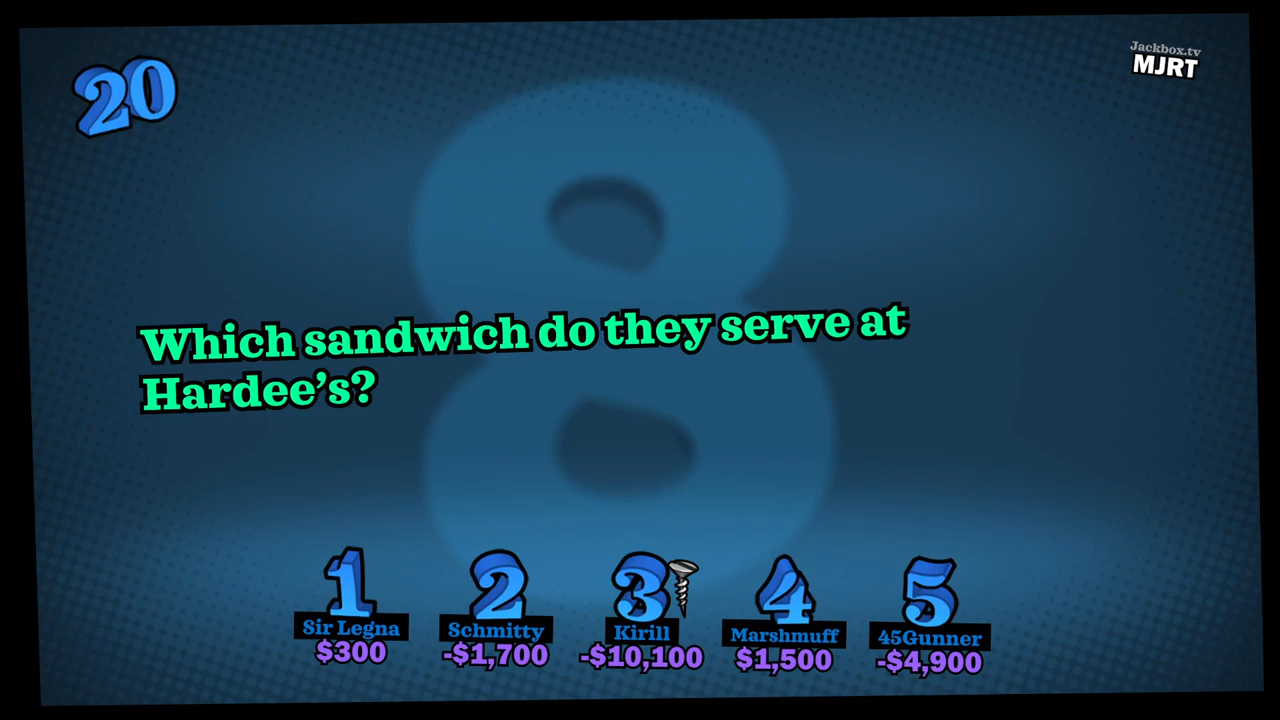 20
Jackbox.tv
MJRT
8
Which sandwich do they serve at
Hardee's?
1 2 3 4 5
Sir Legna Schmitty Kirill Marshmuff 45Gunner
$300 -$1,700 -$10,100 $1,500 -$4,900